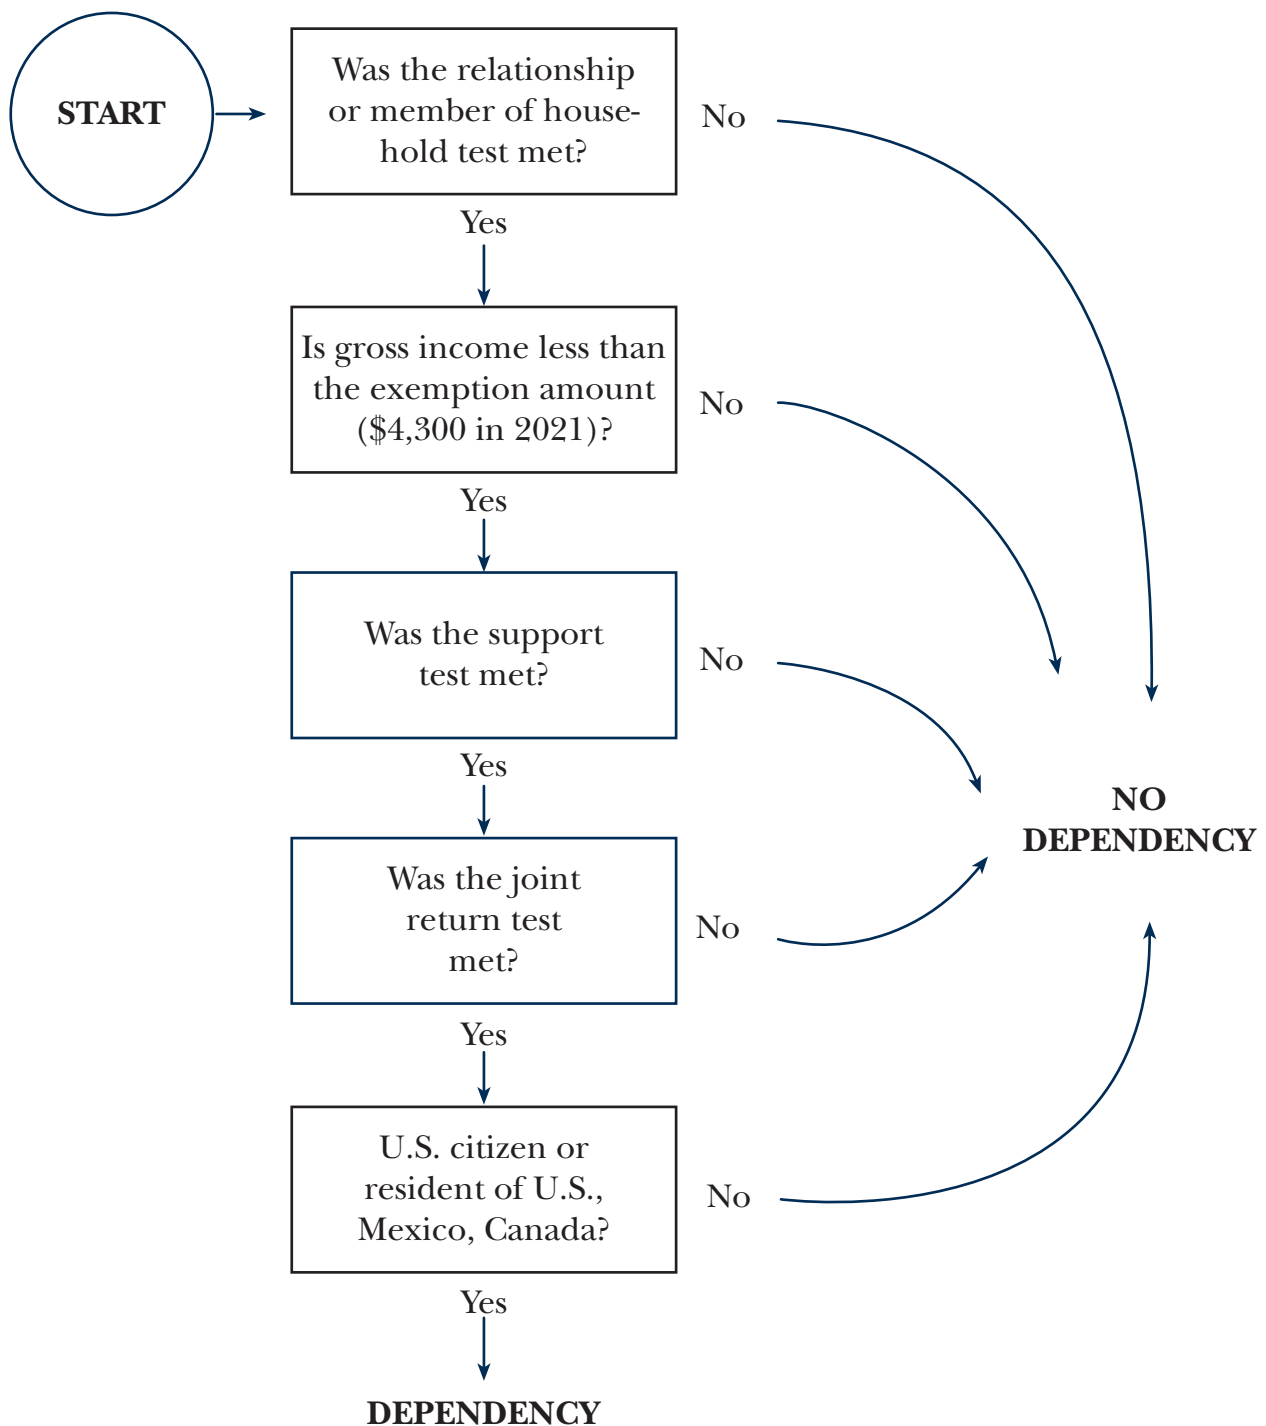 START
Was the relationship
or member of house-
hold test met?
No
Yes
Is gross income less than
the exemption amount
($4,300 in 2021)?
No
Yes
Was the support
test met?
No
Yes
NO
DEPENDENCY
Was the joint
return test
met?
No
Yes
U.S. citizen or
resident of U.S.,
Mexico, Canada?
No
Yes
DEPENDENCY